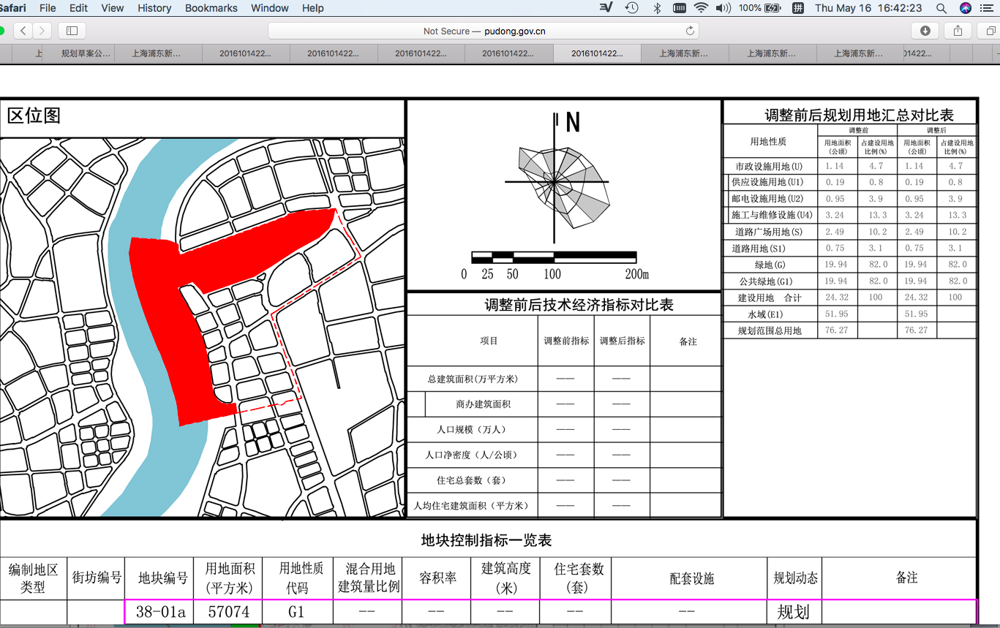 Safari File Edit View History Bookmarks Window Help 100% 拼 Thu May 16 16:42:23
Not Secure — pudong.gov.cn
上 规划草案公... 上海浦东新... 2016101422... 2016101422... 2016101422... 2016101422... 2016101422... 上海浦东新... 上海浦东新... 上海浦东新... 01422...
区位图
N
0 25 50 100 200m
调整前后技术经济指标对比表
项目 调整前指标 调整后指标 备注
总建筑面积(万平方米) —— ——
商办建筑面积 —— ——
人口规模（万人） —— ——
人口净密度（人/公顷） —— ——
住宅总套数（套） —— ——
人均住宅建筑面积（平方米） —— ——
调整前后规划用地汇总对比表
用地性质 调整前 调整后
用地面积(公顷) 占建设用地比例(%) 用地面积(公顷) 占建设用地比例(%)
市政设施用地(U) 1.14 4.7 1.14 4.7
供应设施用地(U1) 0.19 0.8 0.19 0.8
邮电设施用地(U2) 0.95 3.9 0.95 3.9
施工与维修设施(U4) 3.24 13.3 3.24 13.3
道路广场用地(S) 2.49 10.2 2.49 10.2
道路用地(S1) 0.75 3.1 0.75 3.1
绿地(G) 19.94 82.0 19.94 82.0
公共绿地(G1) 19.94 82.0 19.94 82.0
建设用地 合计 24.32 100 24.32 100
水域(E1) 51.95 51.95
规划范围总用地 76.27 76.27
地块控制指标一览表
编制地区类型 街坊编号 地块编号 用地面积(平方米) 用地性质代码 混合用地建筑量比例 容积率 建筑高度(米) 住宅套数(套) 配套设施 规划动态 备注
38-01a 57074 G1 —— —— —— —— —— 规划